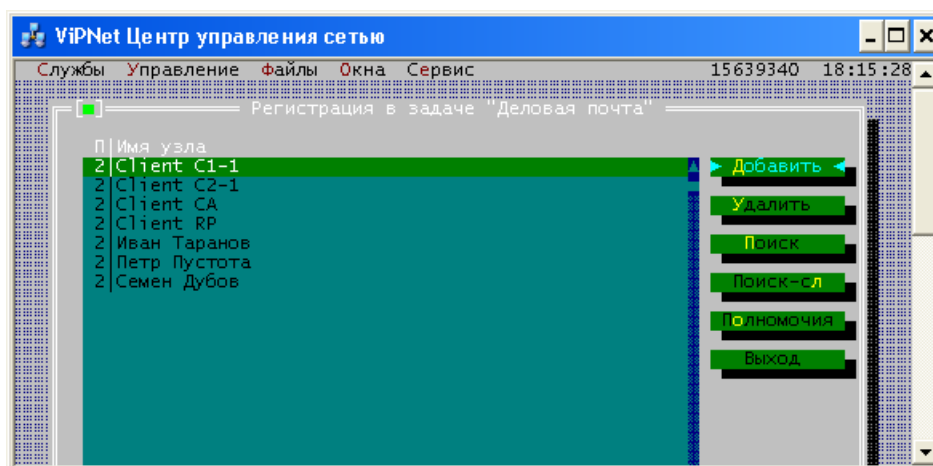 ViPNet Центр управления сетью
Службы Управление Файлы Окна Сервис 15639340 18:15:28
Регистрация в задаче "Деловая почта"
П|Имя узла
2|Client C1-1
2|Client C2-1
2|Client CA
2|Client RP
2|Иван Таранов
2|Петр Пустота
2|Семен Дубов
Добавить
Удалить
Поиск
Поиск-сл
Полномочия
Выход